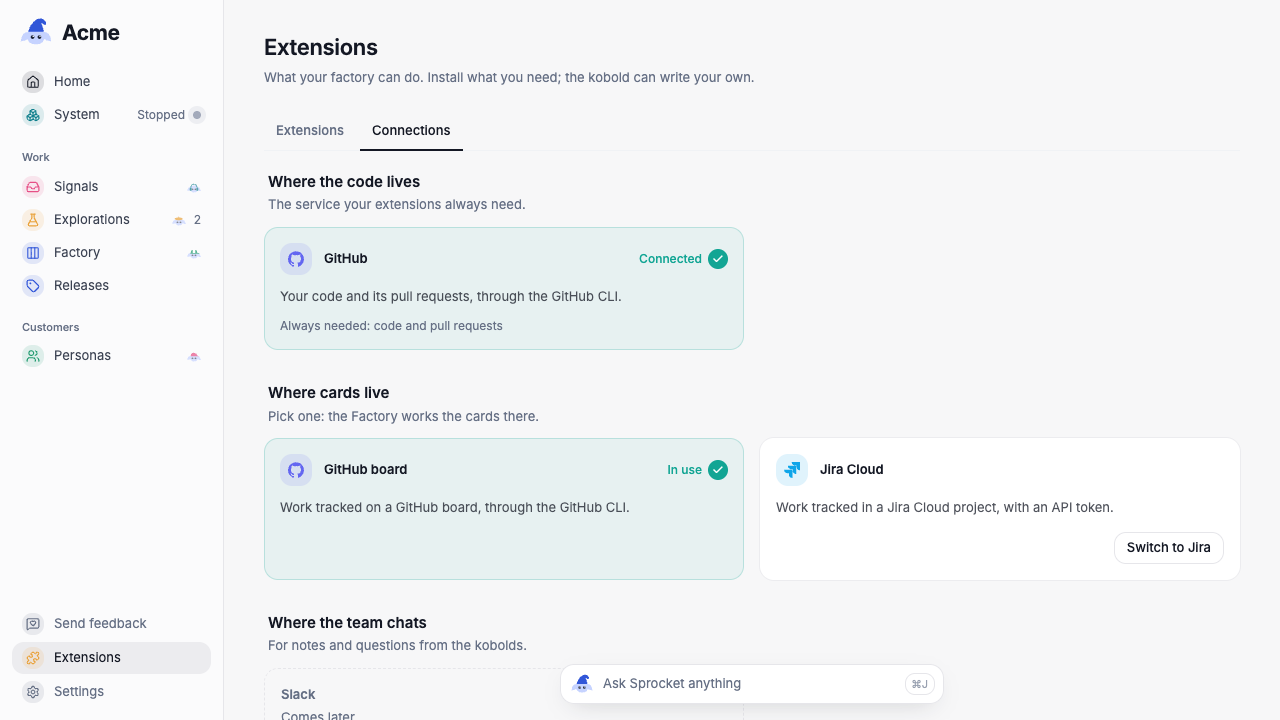 Acme
Home
System
Stopped
Work
Signals
Explorations
2
Factory
Releases
Customers
Personas
Send feedback
Extensions
Settings
Extensions
What your factory can do. Install what you need; the kobold can write your own.
Extensions
Connections
Where the code lives
The service your extensions always need.
GitHub
Connected
Your code and its pull requests, through the GitHub CLI.
Always needed: code and pull requests
Where cards live
Pick one: the Factory works the cards there.
GitHub board
In use
Work tracked on a GitHub board, through the GitHub CLI.
Jira Cloud
Work tracked in a Jira Cloud project, with an API token.
Switch to Jira
Where the team chats
For notes and questions from the kobolds.
Slack
Comes later
Ask Sprocket anything
⌘J